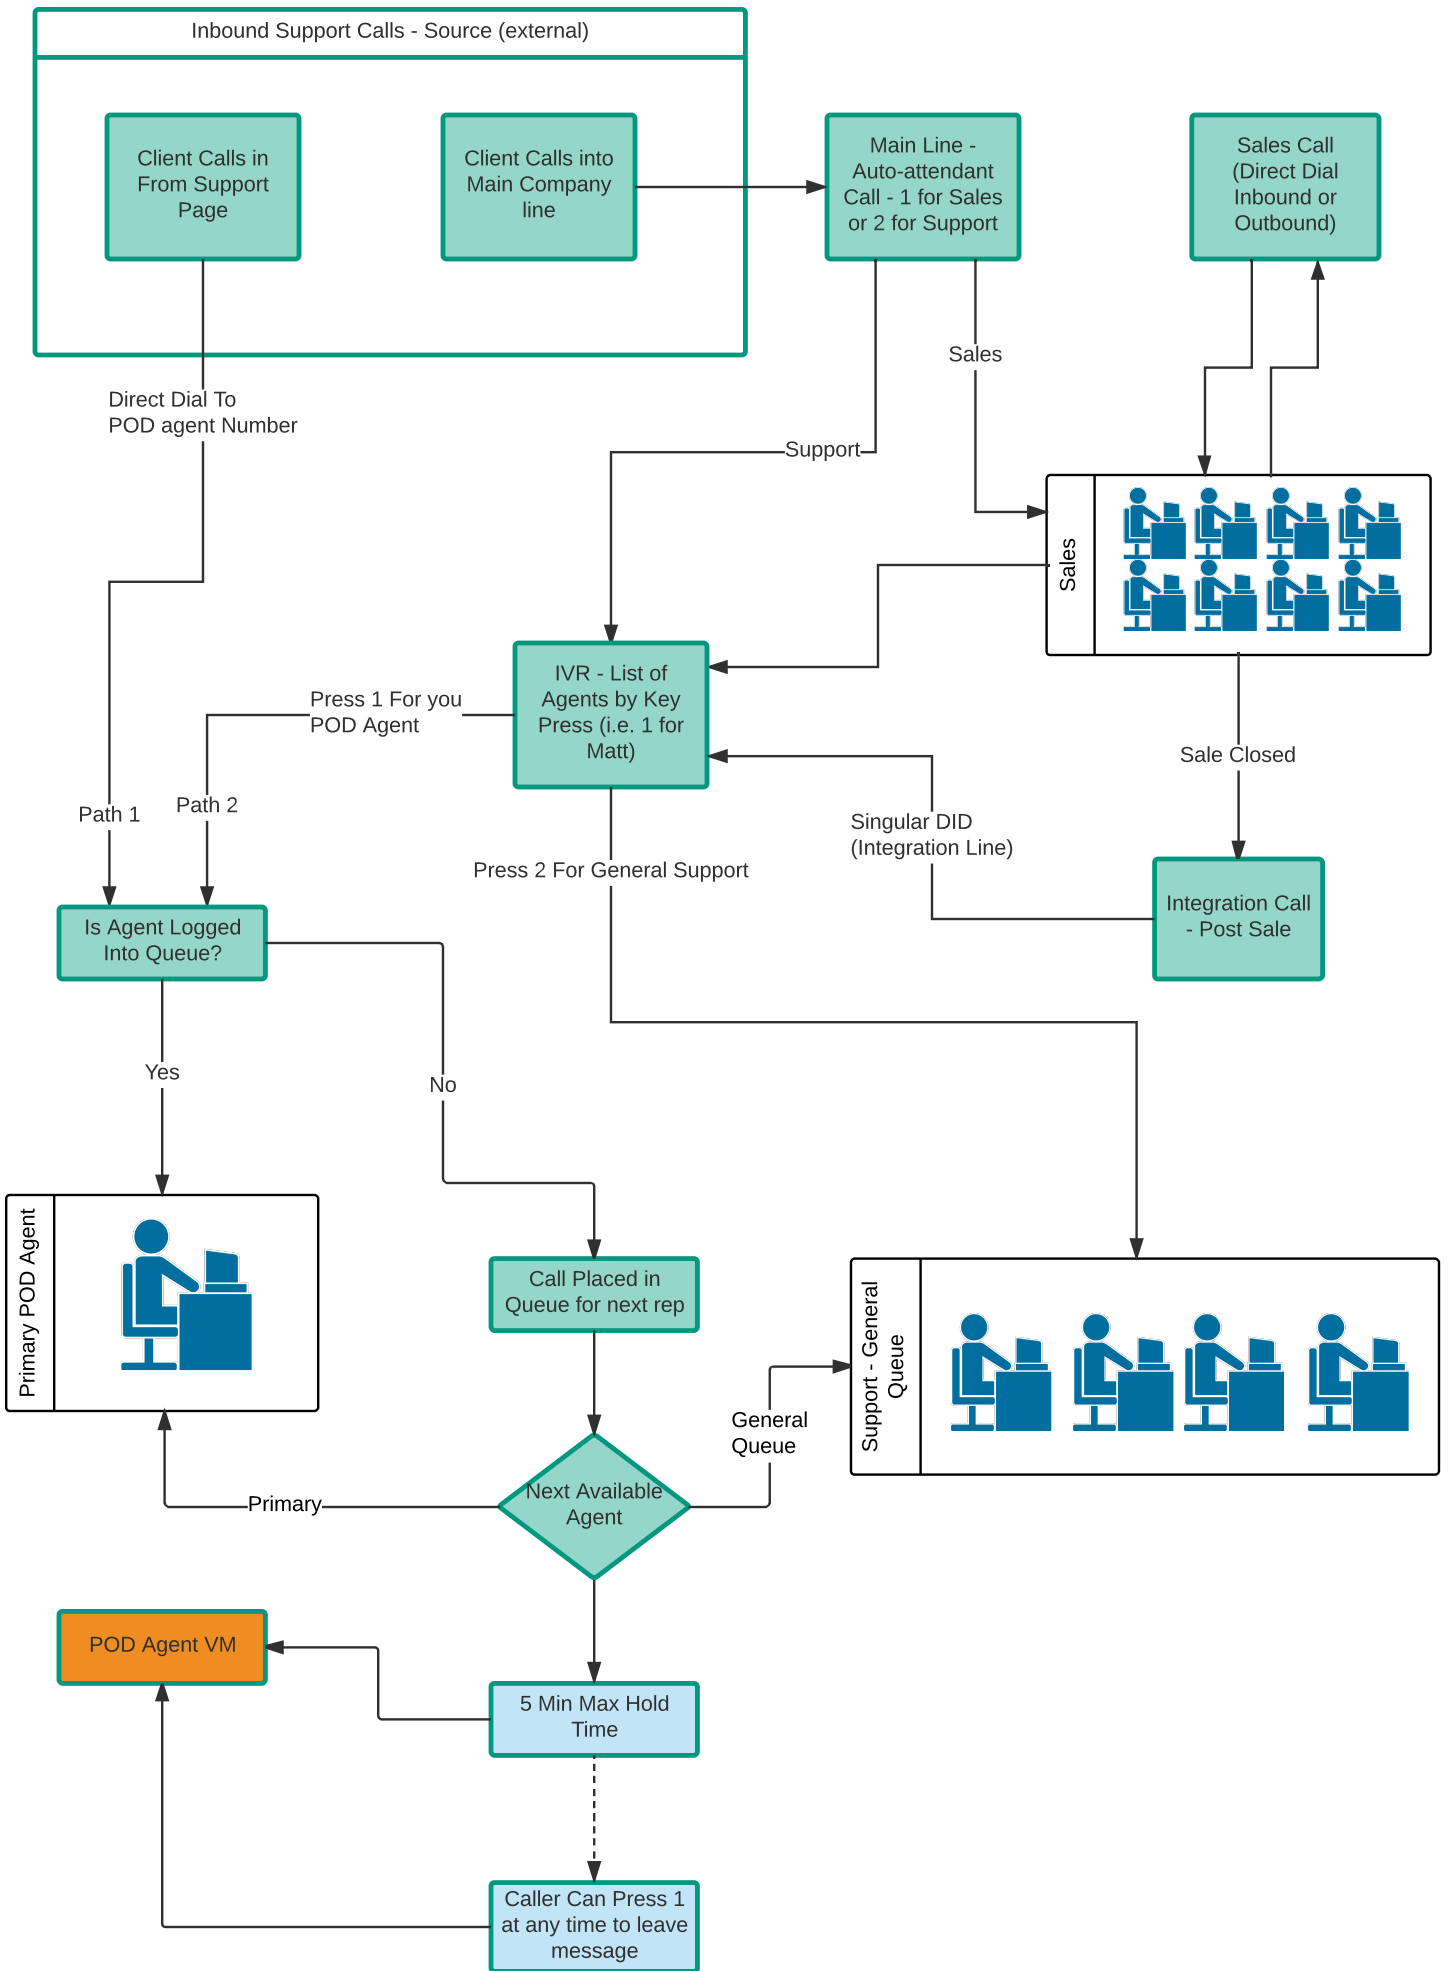 Inbound Support Calls - Source (external)
Client Calls in
From Support
Page
Client Calls into
Main Company
line
Main Line -
Auto-attendant
Call - 1 for Sales
or 2 for Support
Sales Call
(Direct Dial
Inbound or
Outbound)
Sales
Direct Dial To
POD agent Number
Support
Sales
IVR - List of
Agents by Key
Press (i.e. 1 for
Matt)
Press 1 For you
POD Agent
Sale Closed
Path 1
Path 2
Singular DID
(Integration Line)
Press 2 For General Support
Integration Call
- Post Sale
Is Agent Logged
Into Queue?
Yes
No
Primary POD Agent
Call Placed in
Queue for next rep
Support - General
Queue
General
Queue
Next Available
Agent
Primary
POD Agent VM
5 Min Max Hold
Time
Caller Can Press 1
at any time to leave
message